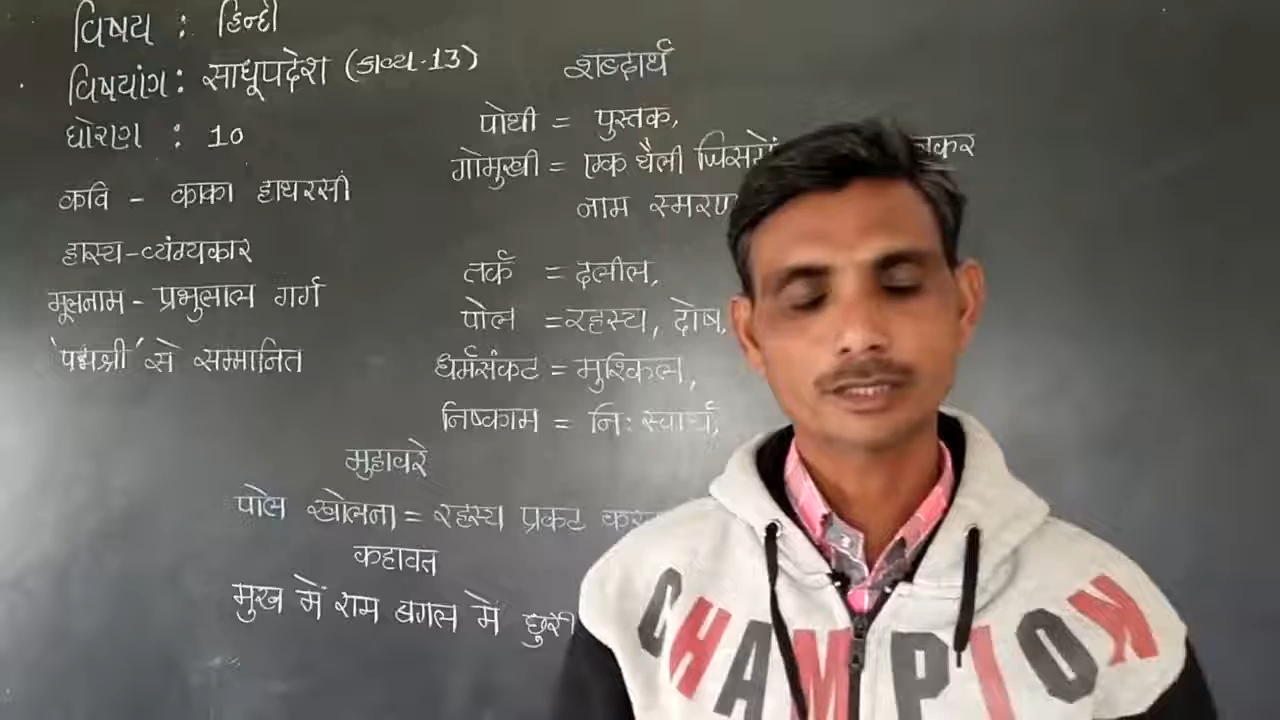 विषय : हिन्दी
विषयांग : साधूपदेश (काव्य-13)
धोरण : 10
कवि - काका हाथरसी
हास्य-व्यंग्यकार
मूलनाम - प्रभुलाल गर्ग
'पद्मश्री' से सम्मानित
शब्दार्थ
पोथी = पुस्तक,
गोमुखी = एक थैली जिसमें
नाम स्मरण
तर्क = दलील,
पोल = रहस्य, दोष,
धर्मसंकट = मुश्किल,
निष्काम = निःस्वार्थ,
मुहावरे
पोल खोलना = रहस्य प्रकट
कहावत
मुख में राम बगल में छुरी
CHAMPION